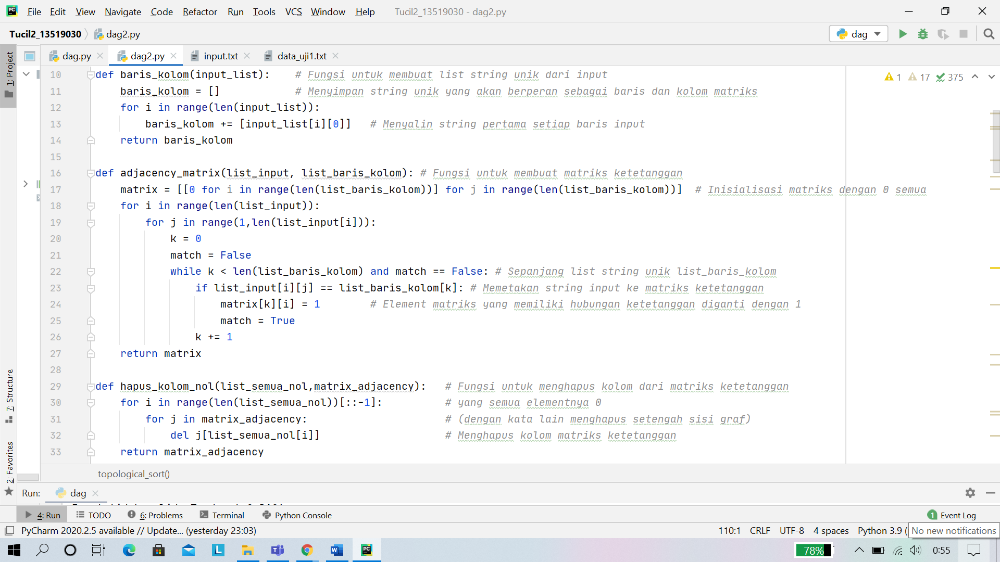 File Edit View Navigate Code Refactor Run Tools VCS Window Help Tucil2_13519030 - dag2.py
Tucil2_13519030 dag2.py dag
dag.py dag2.py input.txt data_uji1.txt
1: Project
1 17 375
10 def baris_kolom(input_list):    # Fungsi untuk membuat list string unik dari input
11     baris_kolom = []            # Menyimpan string unik yang akan berperan sebagai baris dan kolom matriks
12     for i in range(len(input_list)):
13         baris_kolom += [input_list[i][0]]   # Menyalin string pertama setiap baris input
14     return baris_kolom
15
16 def adjacency_matrix(list_input, list_baris_kolom): # Fungsi untuk membuat matriks ketetanggan
17     matrix = [[0 for i in range(len(list_baris_kolom))] for j in range(len(list_baris_kolom))]  # Inisialisasi matriks dengan 0 semua
18     for i in range(len(list_input)):
19         for j in range(1,len(list_input[i])):
20             k = 0
21             match = False
22             while k < len(list_baris_kolom) and match == False: # Sepanjang list string unik list_baris_kolom
23                 if list_input[i][j] == list_baris_kolom[k]: # Memetakan string input ke matriks ketetanggan
24                     matrix[k][i] = 1        # Element matriks yang memiliki hubungan ketetanggan diganti dengan 1
25                     match = True
26                 k += 1
27     return matrix
28
29 def hapus_kolom_nol(list_semua_nol,matrix_adjacency):   # Fungsi untuk menghapus kolom dari matriks ketetanggan
30     for i in range(len(list_semua_nol))[::-1]:          # yang semua elementnya 0
31         for j in matrix_adjacency:                      # (dengan kata lain menghapus setengah sisi graf)
32             del j[list_semua_nol[i]]                    # Menghapus kolom matriks ketetanggan
33     return matrix_adjacency
7: Structure
2: Favorites
topological_sort()
Run: dag
4: Run TODO 6: Problems Terminal Python Console 1 Event Log
PyCharm 2020.2.5 available // Update... (yesterday 23:03) 110:1 CRLF UTF-8 4 spaces Python 3.9 ( No new notifications
78% 0:55